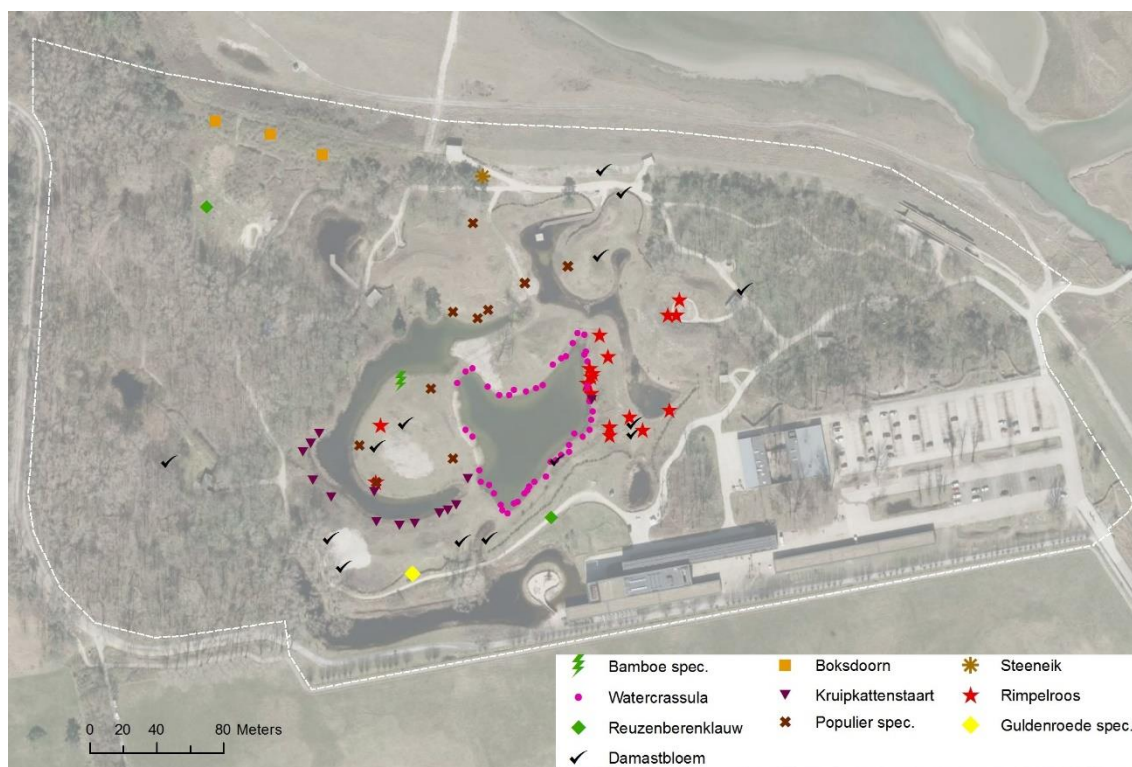 0 20 40 80 Meters
Bamboe spec.
Watercrassula
Reuzenberenklauw
Damastbloem
Boksdoorn
Kruipkattenstaart
Populier spec.
Steeneik
Rimpelroos
Guldenroede spec.